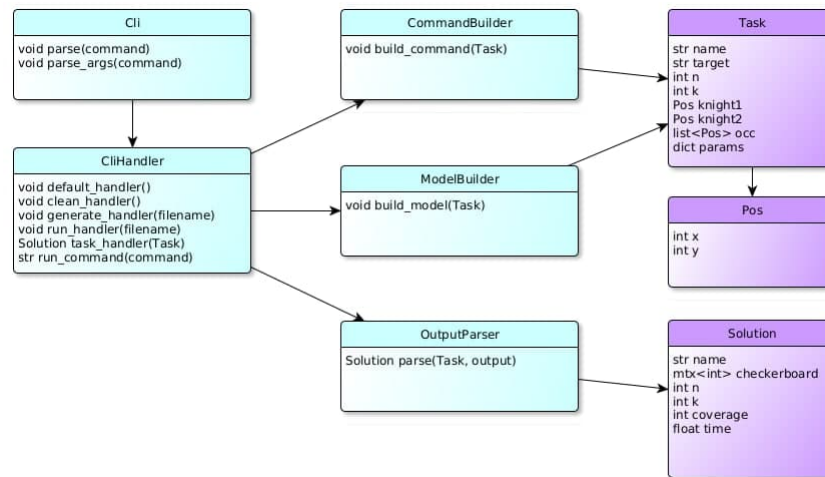 Cli
void parse(command)
void parse_args(command)
CliHandler
void default_handler()
void clean_handler()
void generate_handler(filename)
void run_handler(filename)
Solution task_handler(Task)
str run_command(command)
CommandBuilder
void build_command(Task)
ModelBuilder
void build_model(Task)
OutputParser
Solution parse(Task, output)
Task
str name
str target
int n
int k
Pos knight1
Pos knight2
list<Pos> occ
dict params
Pos
int x
int y
Solution
str name
mtx<int> checkerboard
int n
int k
int coverage
float time